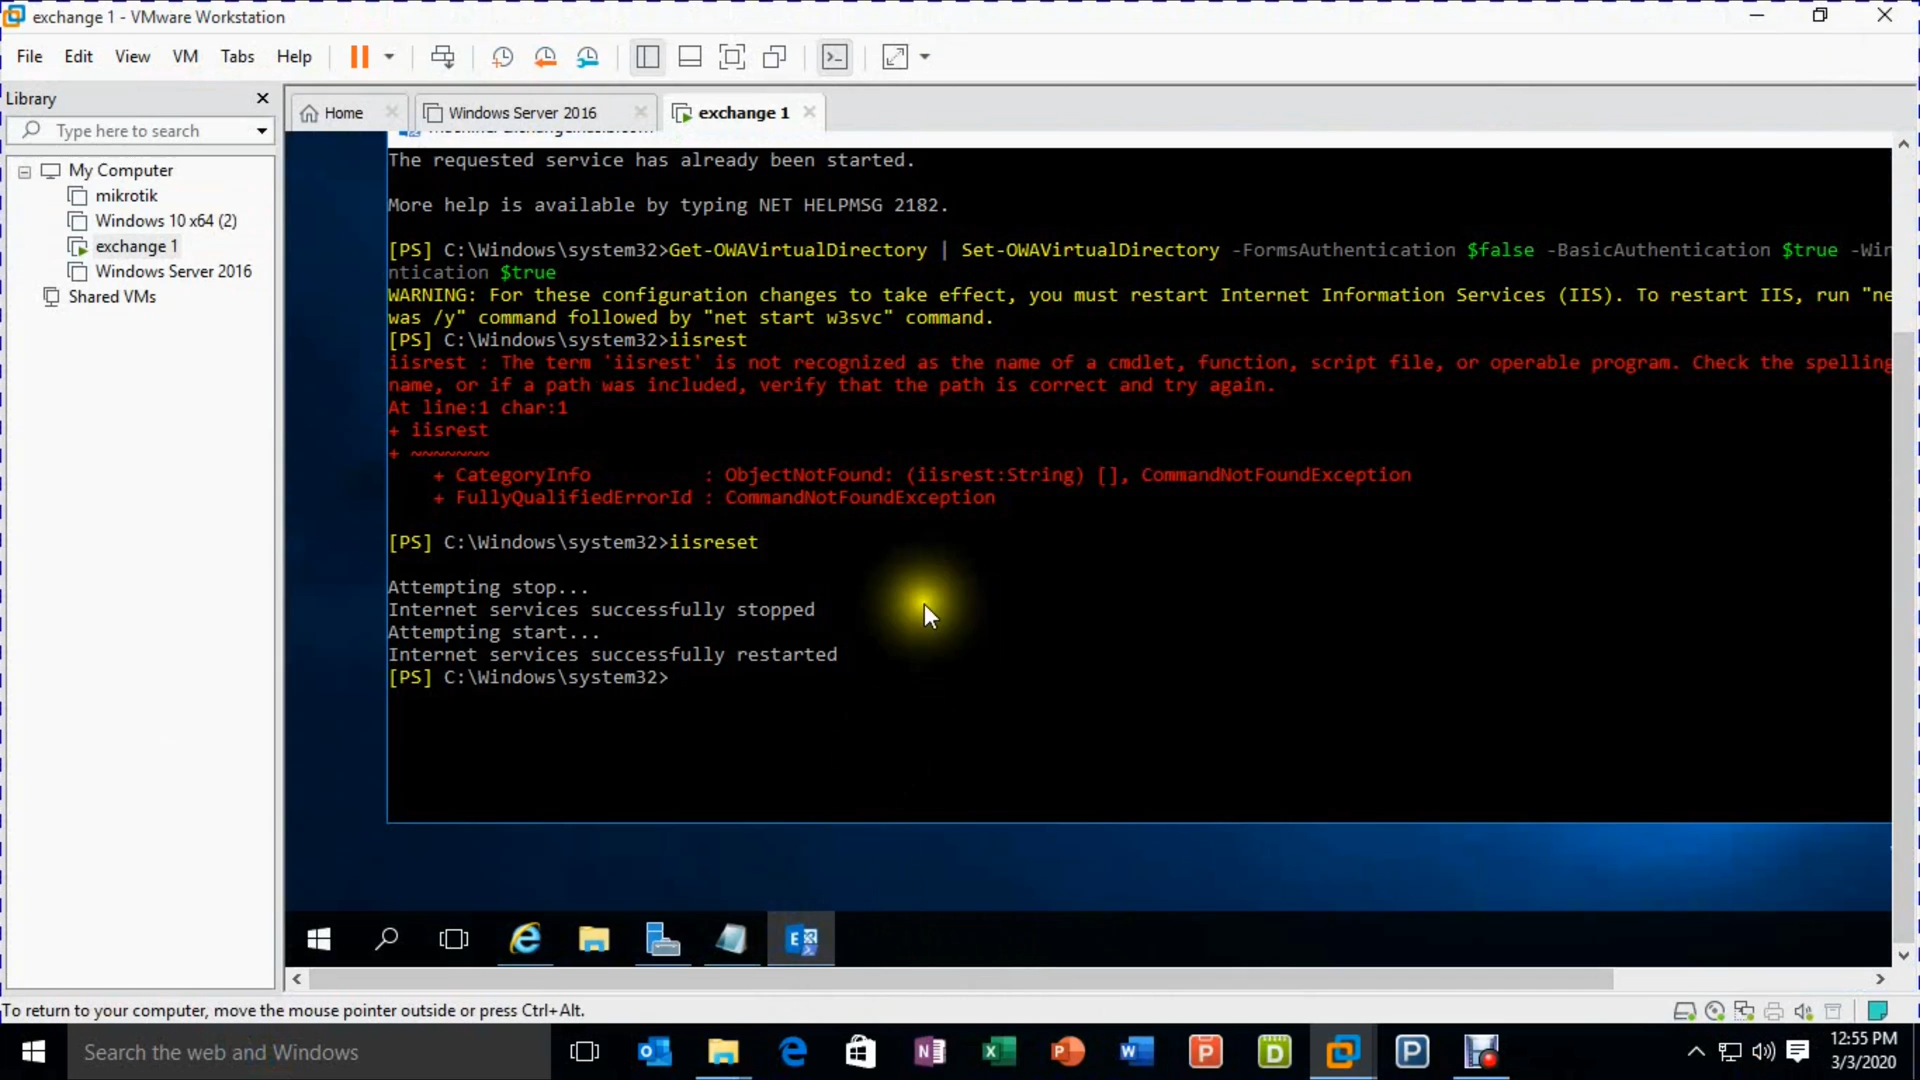 exchange 1 - VMware Workstation
File Edit View VM Tabs Help
Library
Type here to search
My Computer
mikrotik
Windows 10 x64 (2)
exchange 1
Windows Server 2016
Shared VMs
Home
Windows Server 2016
exchange 1
The requested service has already been started.
More help is available by typing NET HELPMSG 2182.
[PS] C:\Windows\system32>Get-OWAVirtualDirectory | Set-OWAVirtualDirectory -FormsAuthentication $false -BasicAuthentication $true -Win
ntication $true
WARNING: For these configuration changes to take effect, you must restart Internet Information Services (IIS). To restart IIS, run "ne
was /y" command followed by "net start w3svc" command.
[PS] C:\Windows\system32>iisrest
iisrest : The term 'iisrest' is not recognized as the name of a cmdlet, function, script file, or operable program. Check the spelling
name, or if a path was included, verify that the path is correct and try again.
At line:1 char:1
+ iisrest
+ ~~~~~~~
+ CategoryInfo : ObjectNotFound: (iisrest:String) [], CommandNotFoundException
+ FullyQualifiedErrorId : CommandNotFoundException
[PS] C:\Windows\system32>iisreset
Attempting stop...
Internet services successfully stopped
Attempting start...
Internet services successfully restarted
[PS] C:\Windows\system32>
To return to your computer, move the mouse pointer outside or press Ctrl+Alt.
Search the web and Windows
12:55 PM
3/3/2020